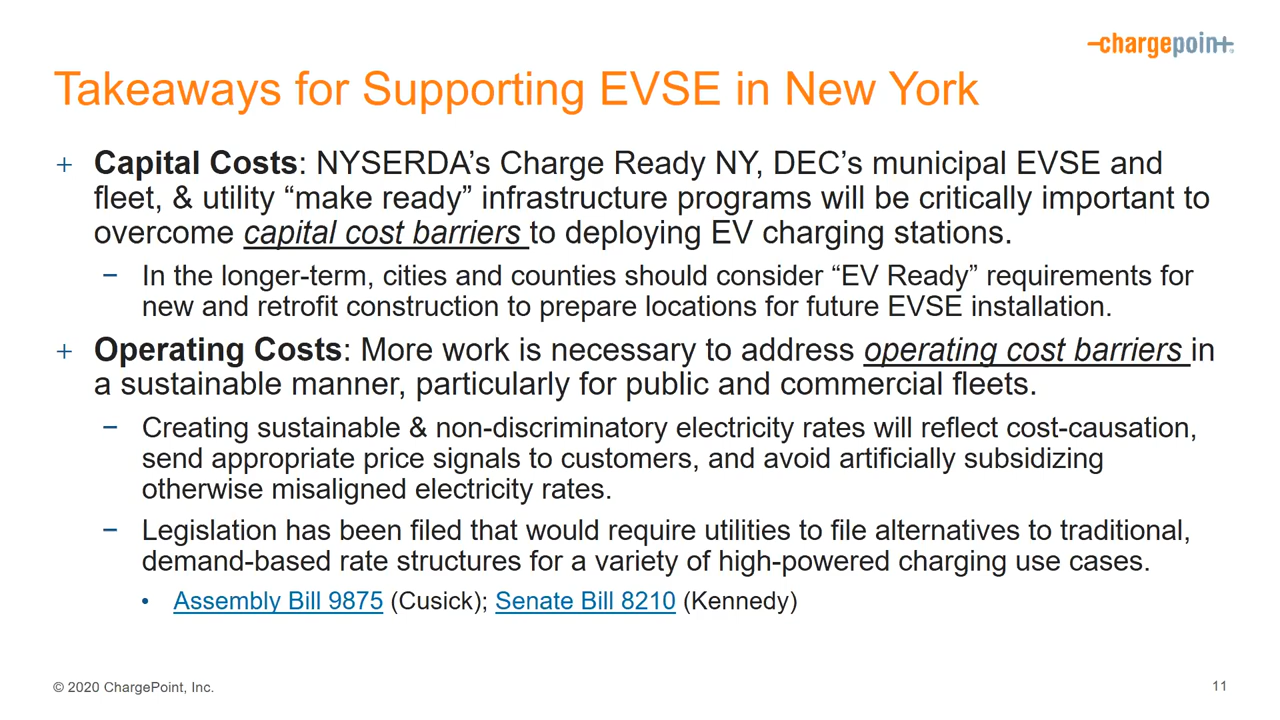 chargepoint
Takeaways for Supporting EVSE in New York
+ Capital Costs: NYSERDA’s Charge Ready NY, DEC’s municipal EVSE and
fleet, & utility “make ready” infrastructure programs will be critically important to
overcome capital cost barriers to deploying EV charging stations.
− In the longer-term, cities and counties should consider “EV Ready” requirements for
new and retrofit construction to prepare locations for future EVSE installation.
+ Operating Costs: More work is necessary to address operating cost barriers in
a sustainable manner, particularly for public and commercial fleets.
− Creating sustainable & non-discriminatory electricity rates will reflect cost-causation,
send appropriate price signals to customers, and avoid artificially subsidizing
otherwise misaligned electricity rates.
− Legislation has been filed that would require utilities to file alternatives to traditional,
demand-based rate structures for a variety of high-powered charging use cases.
• Assembly Bill 9875 (Cusick); Senate Bill 8210 (Kennedy)
© 2020 ChargePoint, Inc.
11